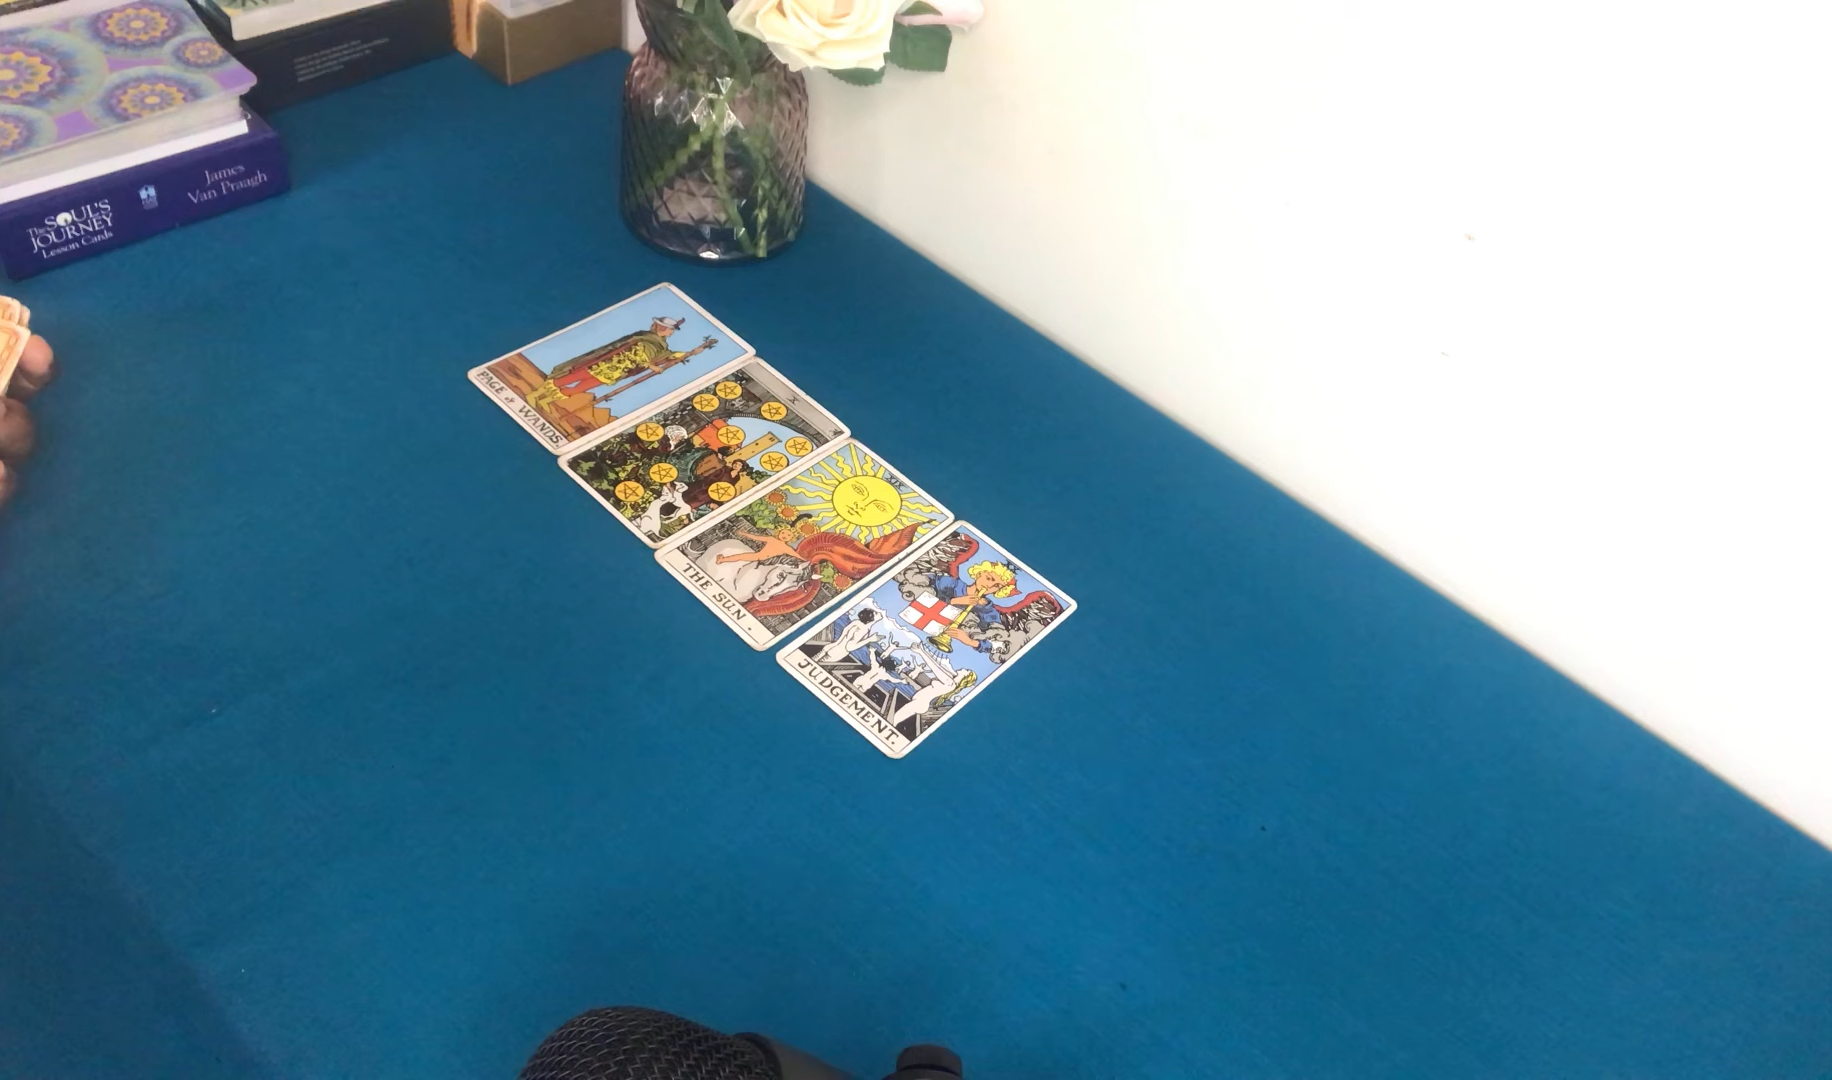 The SOUL'S
JOURNEY
Lesson Cards
James
Van Praagh
PAGE of WANDS.
X
XIX
THE SUN.
JUDGEMENT.